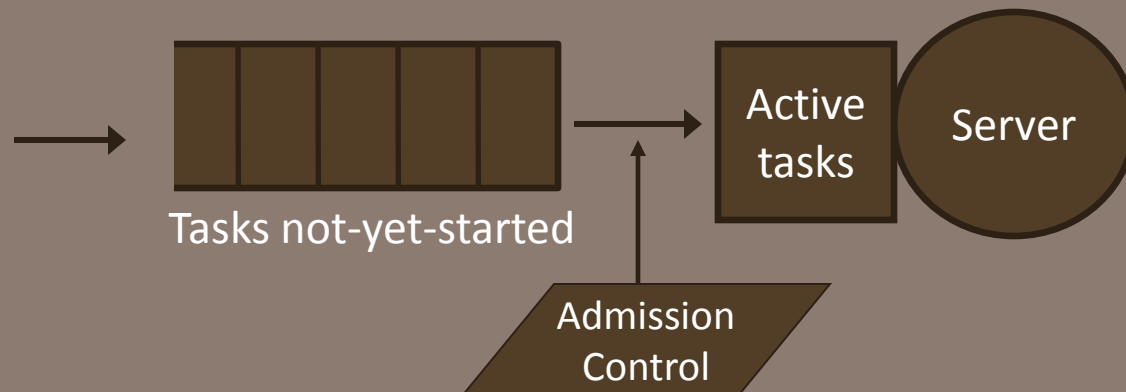 Active
tasks
Server
Tasks not-yet-started
Admission
Control